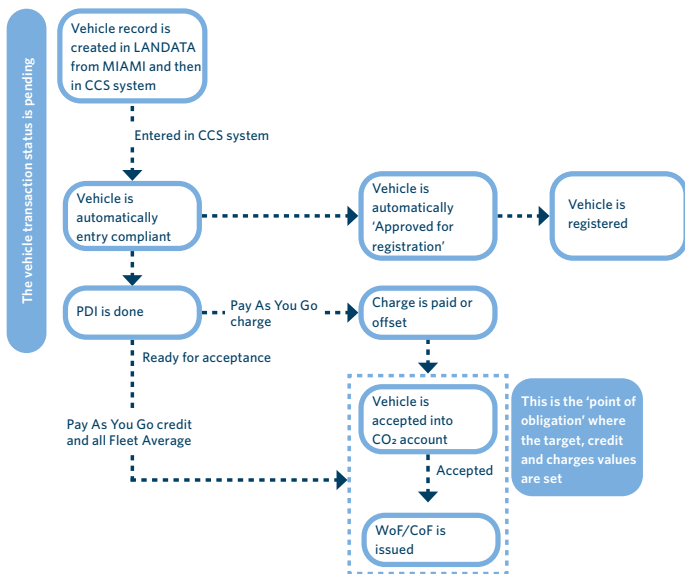 The vehicle transaction status is pending
Vehicle record is
created in LANDATA
from MIAMI and then
in CCS system
Entered in CCS system
Vehicle is
automatically
entry compliant
Vehicle is
automatically
‘Approved for
registration’
Vehicle is
registered
PDI is done
Pay As You Go
charge
Charge is paid or
offset
Ready for acceptance
Pay As You Go credit
and all Fleet Average
Vehicle is
accepted into
CO₂ account
This is the ‘point of
obligation’ where
the target, credit
and charges values
are set
Accepted
WoF/CoF is
issued